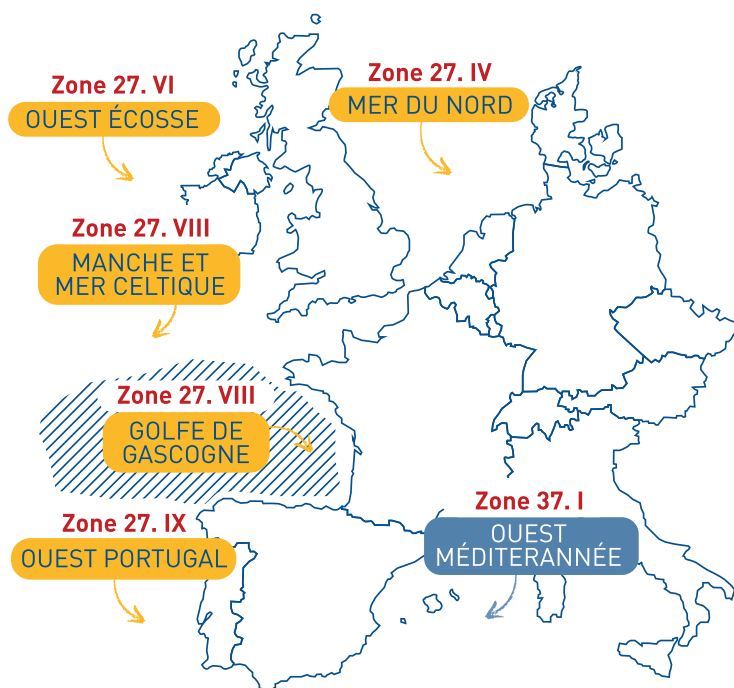 Zone 27. VI
OUEST ÉCOSSE
Zone 27. IV
MER DU NORD
Zone 27. VIII
MANCHE ET
MER CELTIQUE
Zone 27. VIII
GOLFE DE
GASCOGNE
Zone 27. IX
OUEST PORTUGAL
Zone 37. I
OUEST
MÉDITERANNÉE